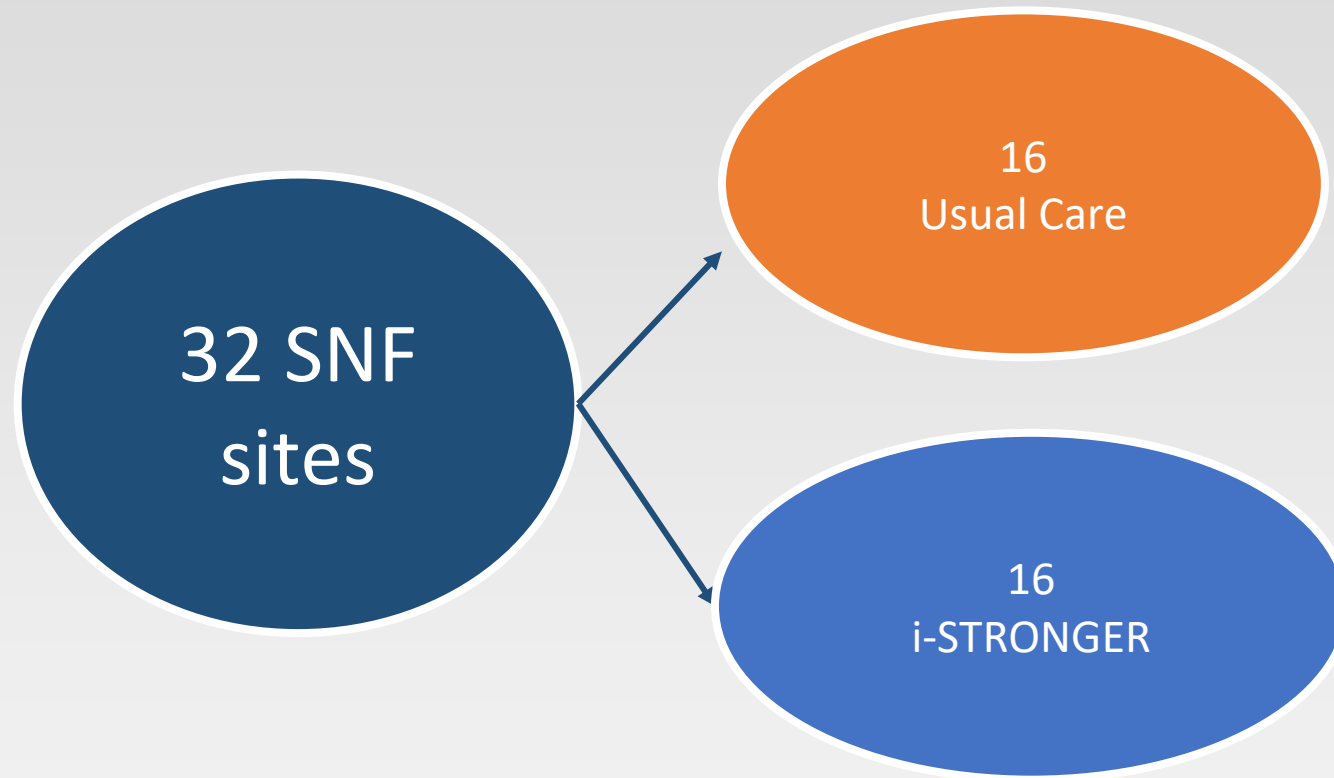 32 SNF
sites
16
Usual Care
16
i-STRONGER